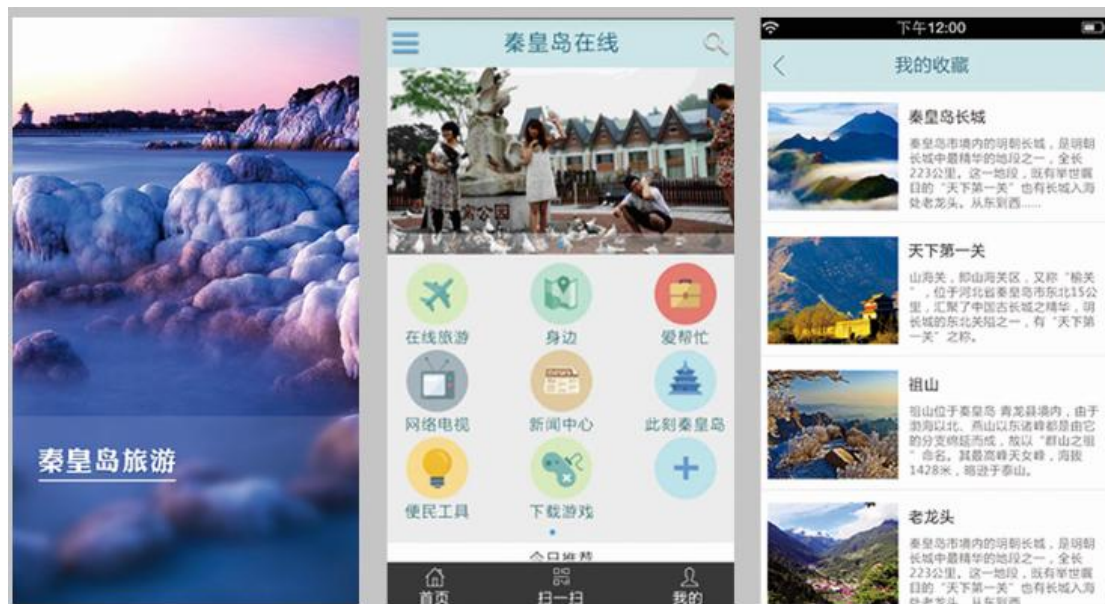 秦皇岛旅游
秦皇岛在线
在线旅游
身边
爱帮忙
网络电视
新闻中心
此刻秦皇岛
便民工具
下载游戏
今日推荐
首页
扫一扫
我的
下午12:00
我的收藏
秦皇岛长城
秦皇岛市境内的明朝长城，是明朝
长城中最精华的地段之一，全长
223公里。这一地段，既有举世瞩
目的“天下第一关”也有长城入海
处老龙头。从东到西……
天下第一关
山海关，即山海关区，又称“榆关
”，位于河北省秦皇岛市东北15公
里，汇聚了中国古长城之精华，明
长城的东北关隘之一，有“天下第
一关”之称。
祖山
祖山位于秦皇岛 青龙县境内，由于
渤海以北、燕山以东诸峰都是由它
的分支绵延而成，故以“群山之祖
”命名。其最高峰天女峰，海拔
1428米，略逊于泰山。
老龙头
秦皇岛市境内的明朝长城，是明朝
长城中最精华的地段之一，全长
223公里。这一地段，既有举世瞩
目的“天下第一关”也有长城入海
处老龙头。从东到西